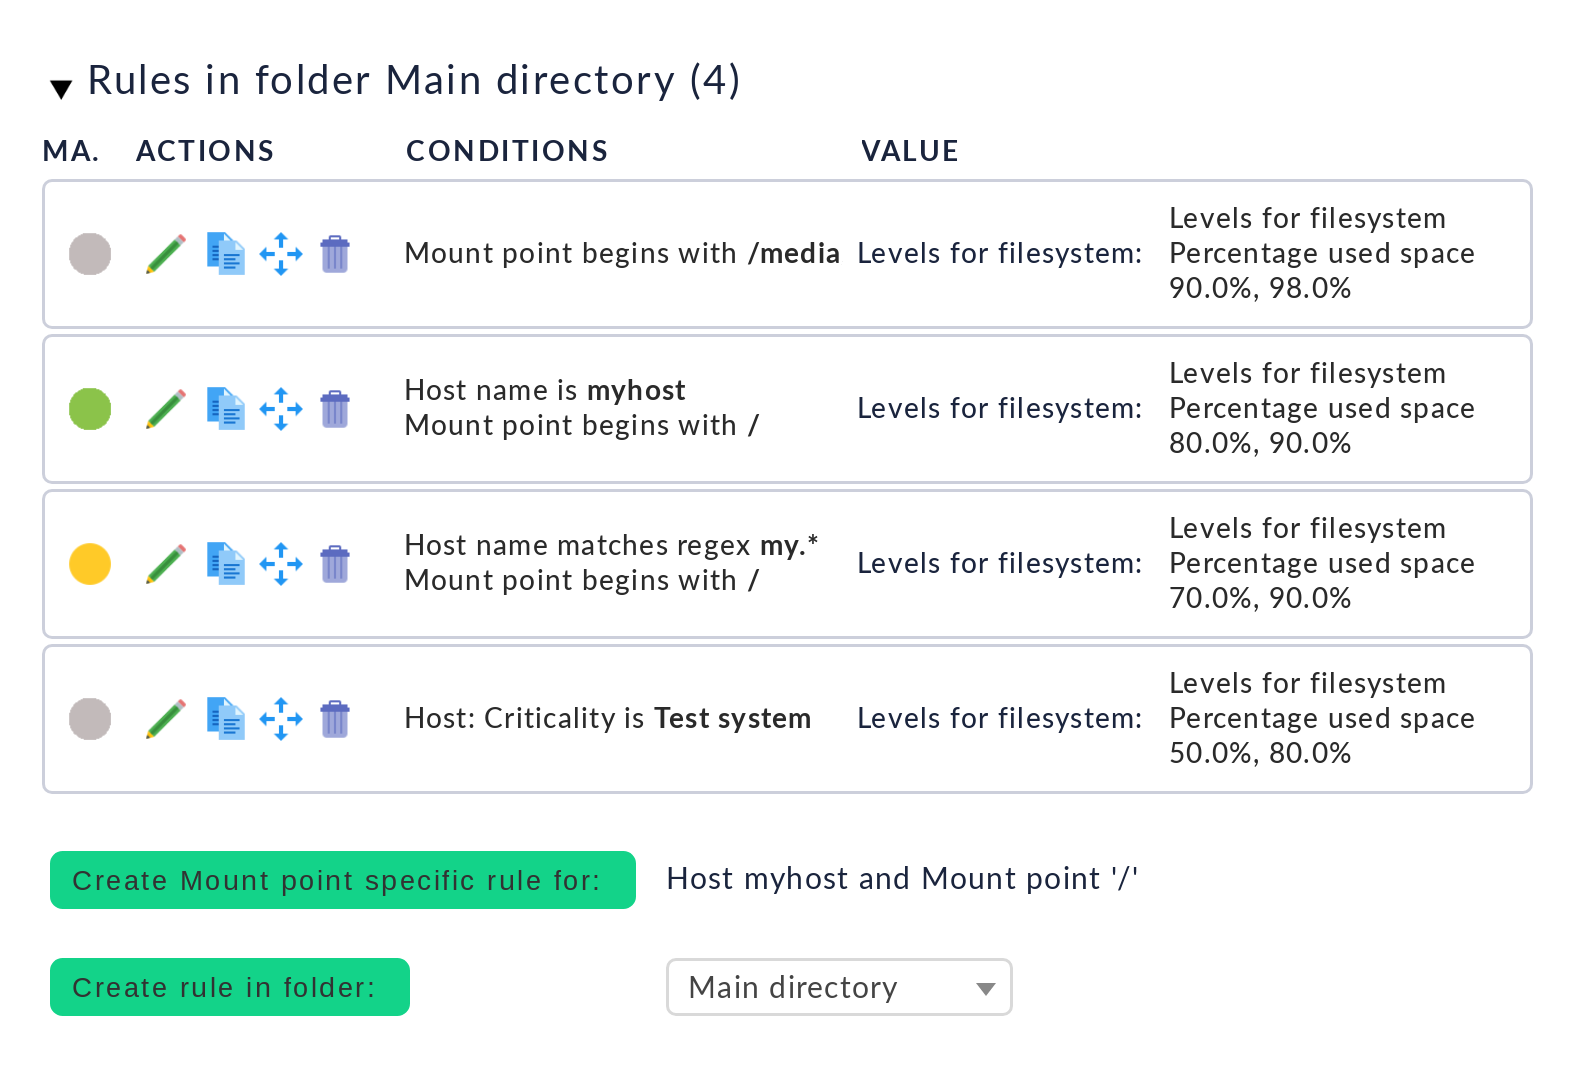 Rules in folder Main directory (4)
MA. ACTIONS CONDITIONS VALUE
Mount point begins with /media Levels for filesystem: Levels for filesystem
Percentage used space
90.0%, 98.0%
Host name is myhost
Mount point begins with /
Levels for filesystem:
Levels for filesystem
Percentage used space
80.0%, 90.0%
Host name matches regex my.*
Mount point begins with /
Levels for filesystem:
Levels for filesystem
Percentage used space
70.0%, 90.0%
Host: Criticality is Test system
Levels for filesystem:
Levels for filesystem
Percentage used space
50.0%, 80.0%
Create Mount point specific rule for: Host myhost and Mount point '/'
Create rule in folder: Main directory